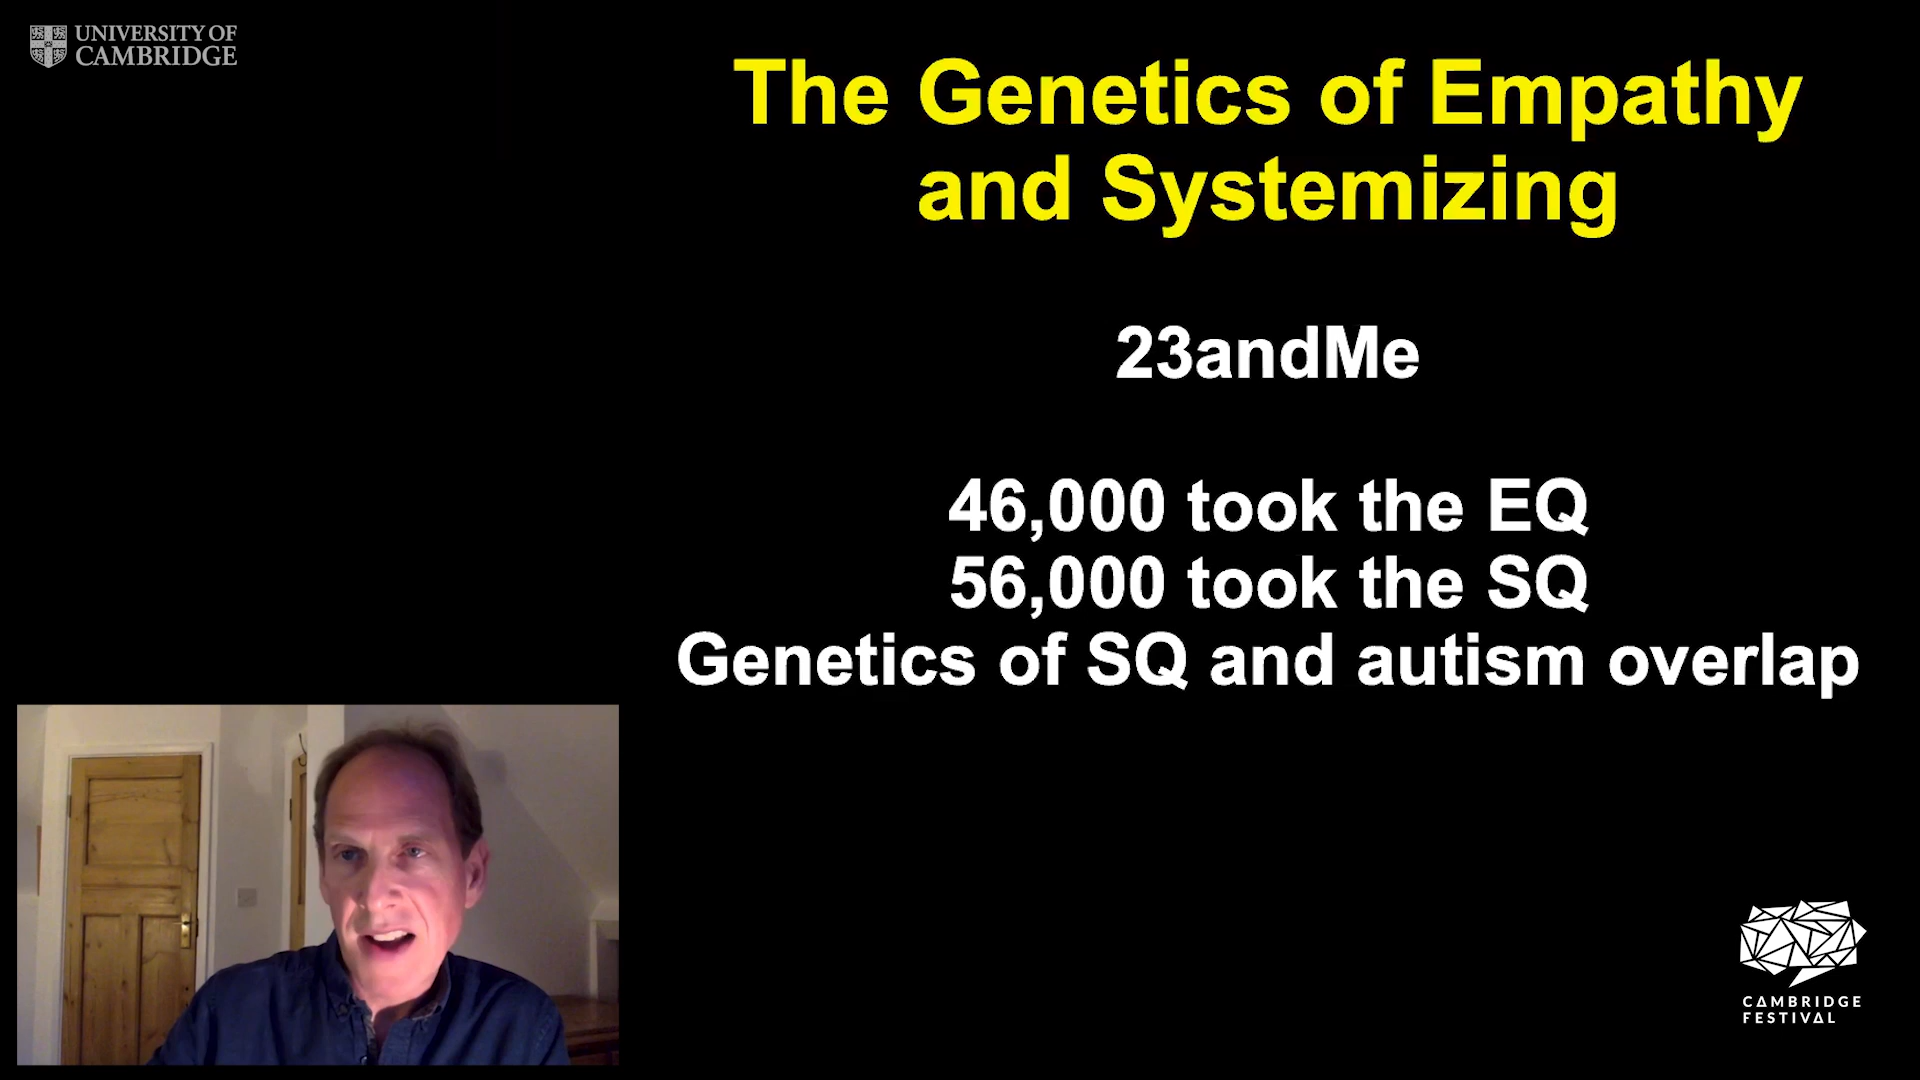 UNIVERSITY OF
CAMBRIDGE
The Genetics of Empathy
and Systemizing
23andMe
46,000 took the EQ
56,000 took the SQ
Genetics of SQ and autism overlap
CAMBRIDGE
FESTIVAL